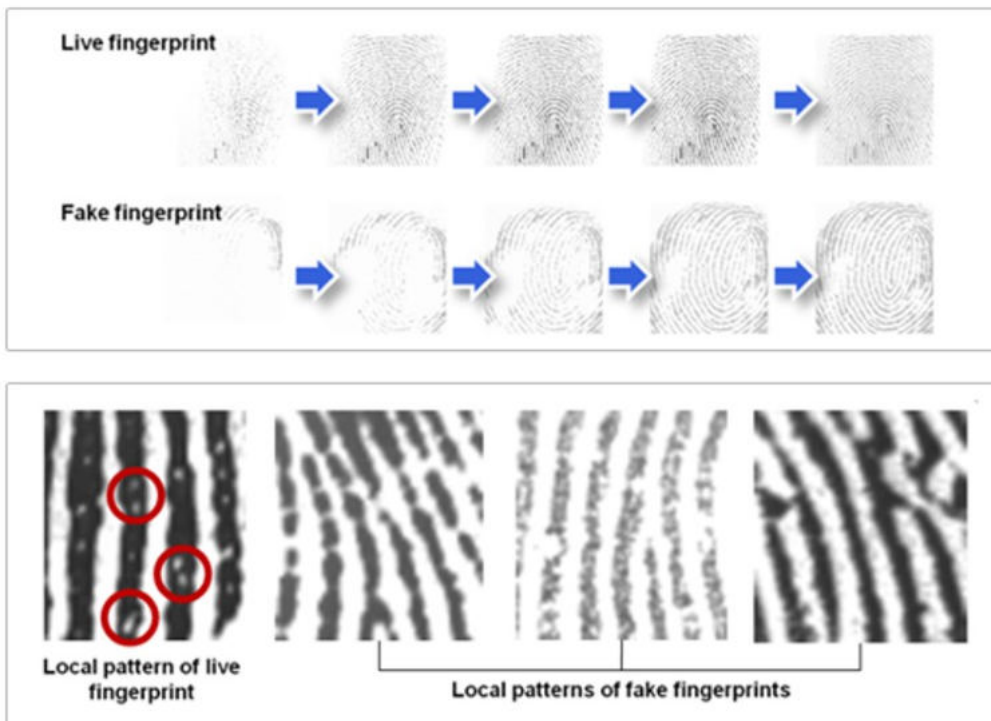 Live fingerprint
Fake fingerprint
Local pattern of live
fingerprint
Local patterns of fake fingerprints